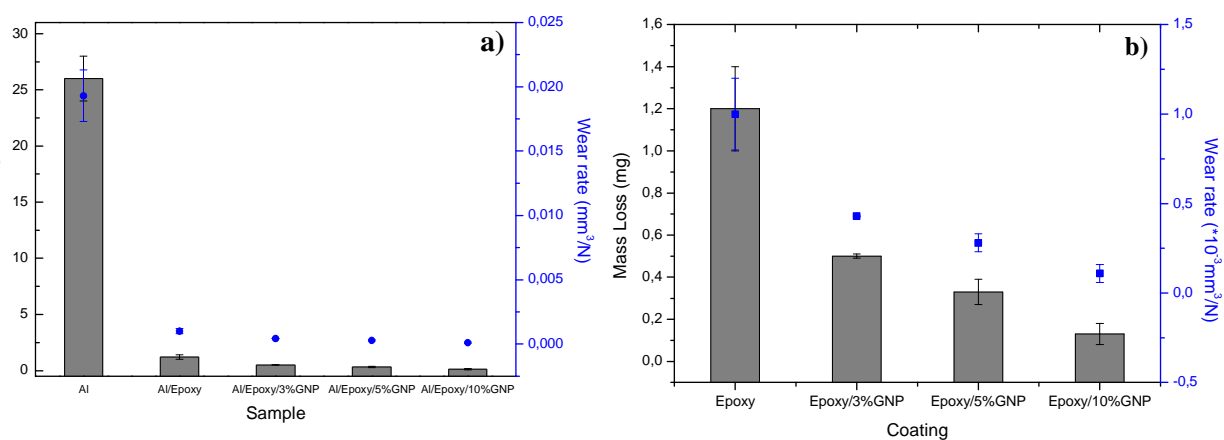 a)
30
25
20
15
10
5
0
0,025
0,020
0,015
0,010
0,005
0,000
Wear rate (mm³/N)
Al
Al/Epoxy
Al/Epoxy/3%GNP
Al/Epoxy/5%GNP
Al/Epoxy/10%GNP
Sample
b)
Mass Loss (mg)
1,6
1,4
1,2
1,0
0,8
0,6
0,4
0,2
0,0
1,5
1,0
0,5
0,0
-0,5
Wear rate (*10⁻³mm³/N)
Epoxy
Epoxy/3%GNP
Epoxy/5%GNP
Epoxy/10%GNP
Coating